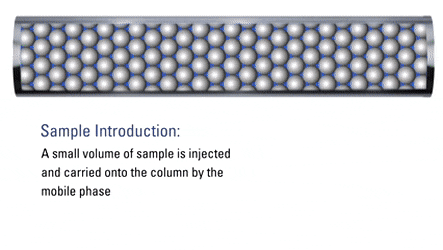 Sample Introduction:
A small volume of sample is injected
and carried onto the column by the
mobile phase